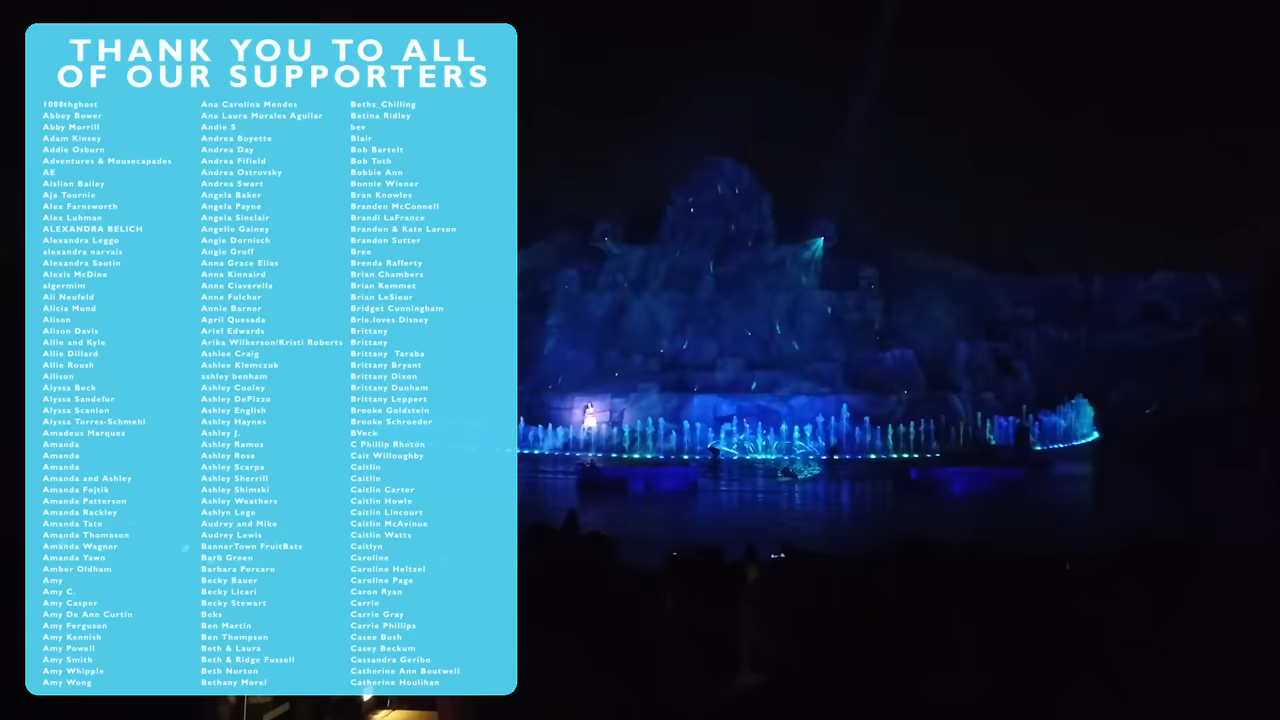 THANK YOU TO ALL
OF OUR SUPPORTERS
1000thghost
Abbey Bower
Abby Morrill
Adam Kinsey
Addie Osburn
Adventures & Mousecapades
AE
Aislinn Bailey
Aja Tournie
Alex Farnsworth
Alex Luhman
ALEXANDRA BELICH
Alexandra Leggo
alexandra narvais
Alexandra Sautin
Alexis McDine
algermim
Ali Neufeld
Alicia Mund
Alison
Alison Davis
Allie and Kyle
Allie Dillard
Allie Roush
Allison
Alyssa Beck
Alyssa Sandefur
Alyssa Scanlon
Alyssa Torres-Schmehl
Amadeus Marquez
Amanda
Amanda
Amanda
Amanda and Ashley
Amanda Fojtik
Amanda Patterson
Amanda Rackley
Amanda Tate
Amanda Thomason
Amanda Wagner
Amanda Yawn
Amber Oldham
Amy
Amy C.
Amy Casper
Amy De Ann Curtin
Amy Ferguson
Amy Kennish
Amy Powell
Amy Smith
Amy Whipple
Amy Wong
Ana Carolina Mendes
Ana Laura Morales Aguilar
Andie S
Andrea Boyette
Andrea Day
Andrea Fifield
Andrea Ostrovsky
Andrea Swart
Angela Baker
Angela Payne
Angela Sinclair
Angelle Gainey
Angie Dornisch
Angie Groff
Anna Grace Elias
Anna Kinnaird
Anne Ciaverella
Anne Fulcher
Annie Barner
April Quesada
Ariel Edwards
Arika Wilkerson/Kristi Roberts
Ashlee Craig
Ashlee Klemczuk
ashley benham
Ashley Cooley
Ashley DePizzo
Ashley English
Ashley Haynes
Ashley J.
Ashley Ramos
Ashley Rose
Ashley Scarpa
Ashley Sherrill
Ashley Shimski
Ashley Weathers
Ashlyn Lege
Audrey and Mike
Audrey Lewis
BannerTown FruitBats
Barb Green
Barbara Porcaro
Becky Bauer
Becky Licari
Becky Stewart
Beks
Ben Martin
Ben Thompson
Beth & Laura
Beth & Ridge Fussell
Beth Norton
Bethany Morel
Beths_Chilling
Betina Ridley
bev
Blair
Bob Bartelt
Bob Toth
Bobbie Ann
Bonnie Wiener
Bran Knowles
Branden McConnell
Brandi LaFrance
Brandon & Kate Larson
Brandon Sutter
Bree
Brenda Rafferty
Brian Chambers
Brian Kemmet
Brian LeSieur
Bridget Cunningham
Brie.loves.Disney
Brittany
Brittany
Brittany  Taraba
Brittany Bryant
Brittany Dixon
Brittany Dunham
Brittany Leppert
Brooke Goldstein
Brooke Schroeder
BVeck
C Phillip Rhoton
Cait Willoughby
Caitlin
Caitlin
Caitlin Carter
Caitlin Howle
Caitlin Lincourt
Caitlin McAvinue
Caitlin Watts
Caitlyn
Caroline
Caroline Heltzel
Caroline Page
Caron Ryan
Carrie
Carrie Gray
Carrie Phillips
Casee Bush
Casey Beckum
Cassandra Geribo
Catherine Ann Boutwell
Catherine Houlihan